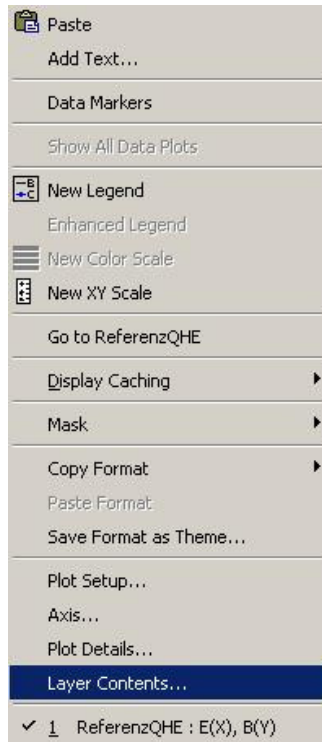 Paste
Add Text...
Data Markers
Show All Data Plots
New Legend
Enhanced Legend
New Color Scale
New XY Scale
Go to ReferenzQHE
Display Caching
Mask
Copy Format
Paste Format
Save Format as Theme...
Plot Setup...
Axis...
Plot Details...
Layer Contents...
✓ 1 ReferenzQHE : E(X), B(Y)